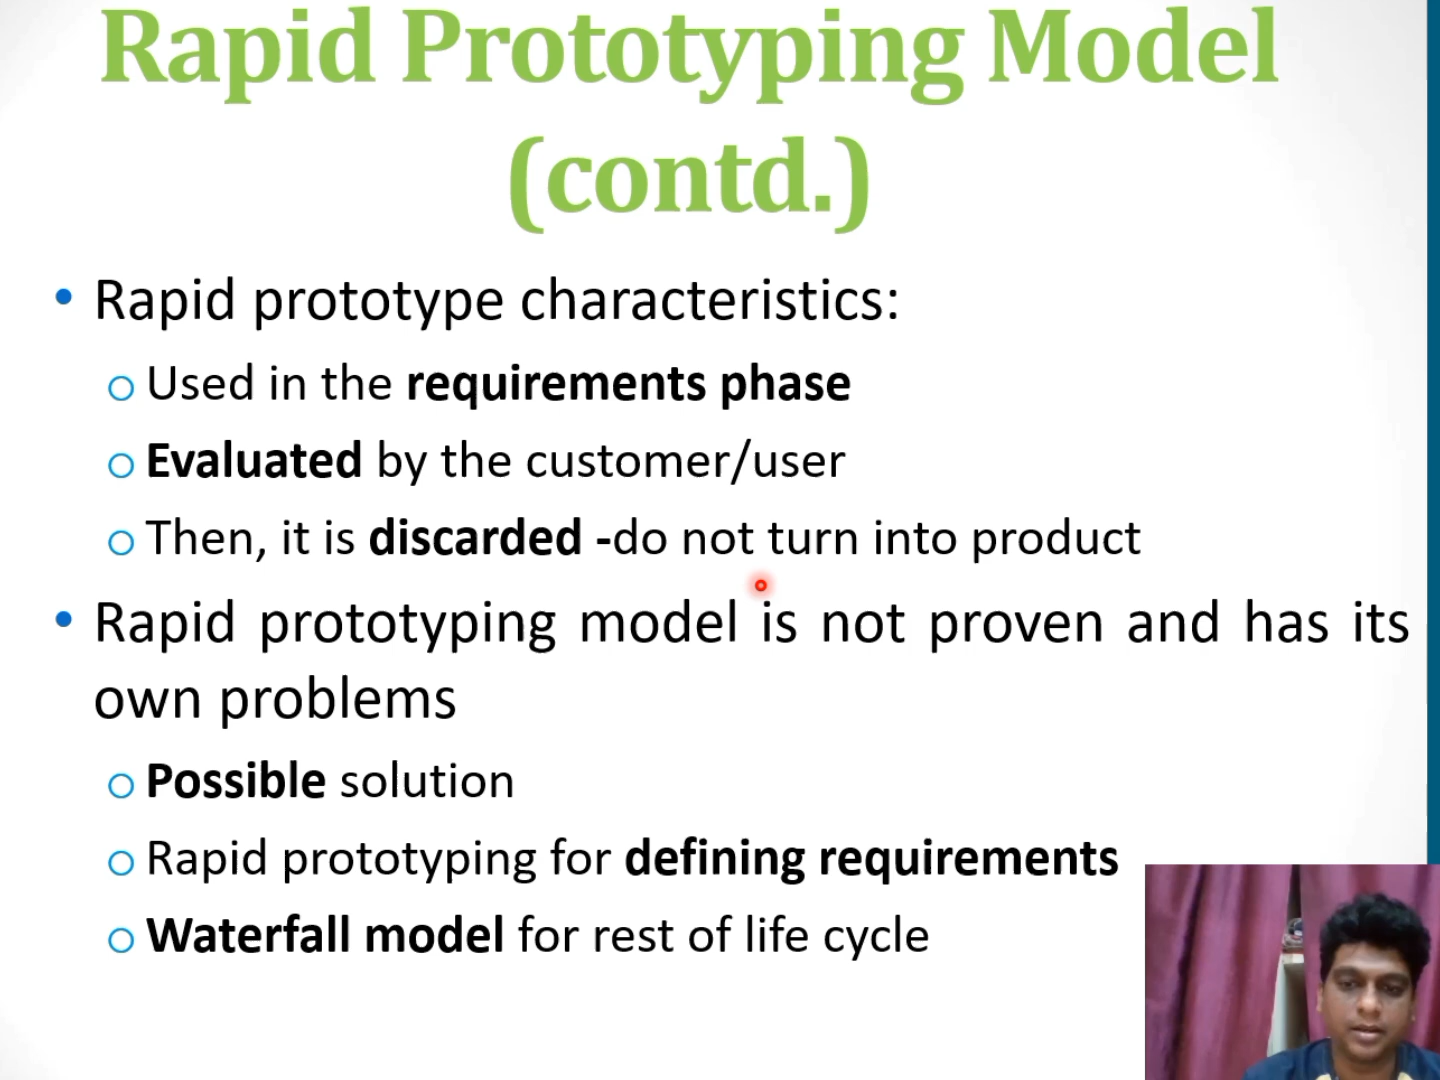 Rapid Prototyping Model
(contd.)
• Rapid prototype characteristics:
o Used in the requirements phase
o Evaluated by the customer/user
o Then, it is discarded -do not turn into product
• Rapid prototyping model is not proven and has its
own problems
o Possible solution
o Rapid prototyping for defining requirements
o Waterfall model for rest of life cycle